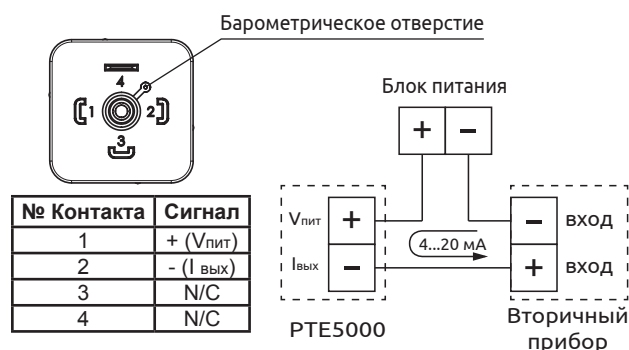 Барометрическое отверстие
4
1
2
3
№ Контакта Сигнал
1 + (Vпит)
2 - (I вых)
3 N/C
4 N/C
Блок питания
+ −
Vпит + − вход
4...20 мА
Iвых − + вход
PTE5000
Вторичный
прибор